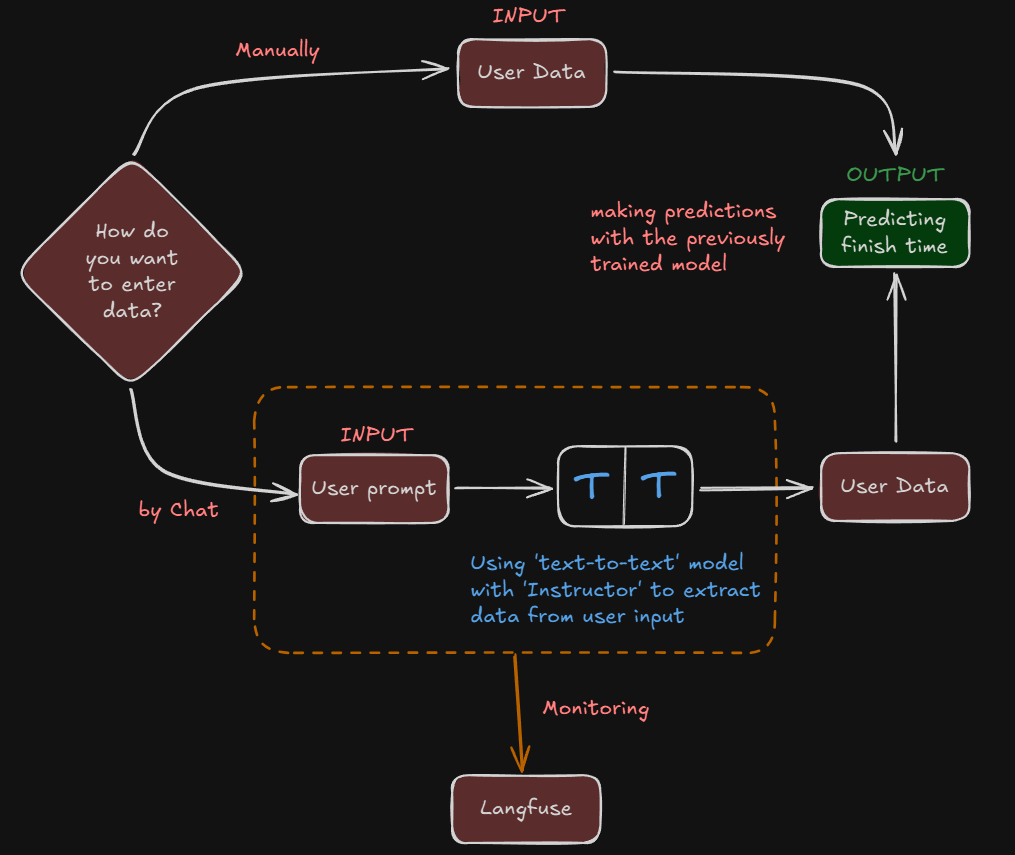 INPUT
Manually
User Data
OUTPUT
How do
you want
to enter
data?
making predictions
with the previously
trained model
Predicting
finish time
INPUT
User prompt
T T
User Data
by Chat
Using 'text-to-text' model
with 'Instructor' to extract
data from user input
Monitoring
Langfuse